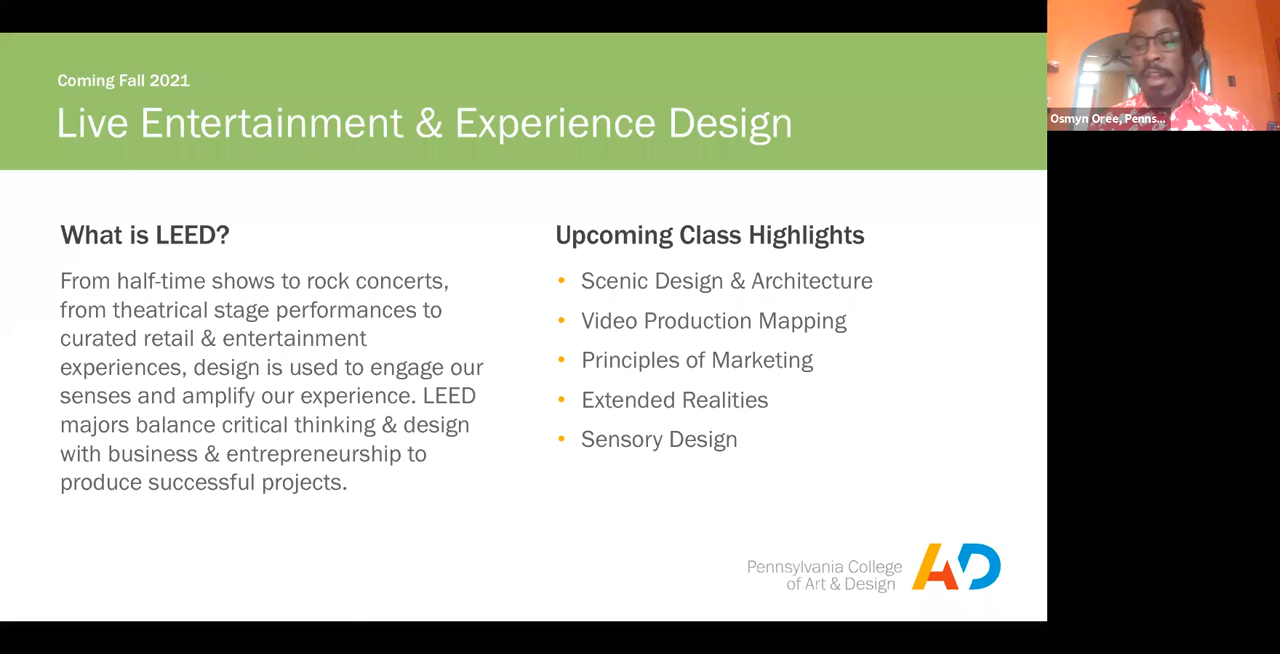 Coming Fall 2021
Live Entertainment & Experience Design
What is LEED?
From half-time shows to rock concerts,
from theatrical stage performances to
curated retail & entertainment
experiences, design is used to engage our
senses and amplify our experience. LEED
majors balance critical thinking & design
with business & entrepreneurship to
produce successful projects.
Upcoming Class Highlights
• Scenic Design & Architecture
• Video Production Mapping
• Principles of Marketing
• Extended Realities
• Sensory Design
Pennsylvania College
of Art & Design
AD
Osmyn Oree, Penns...